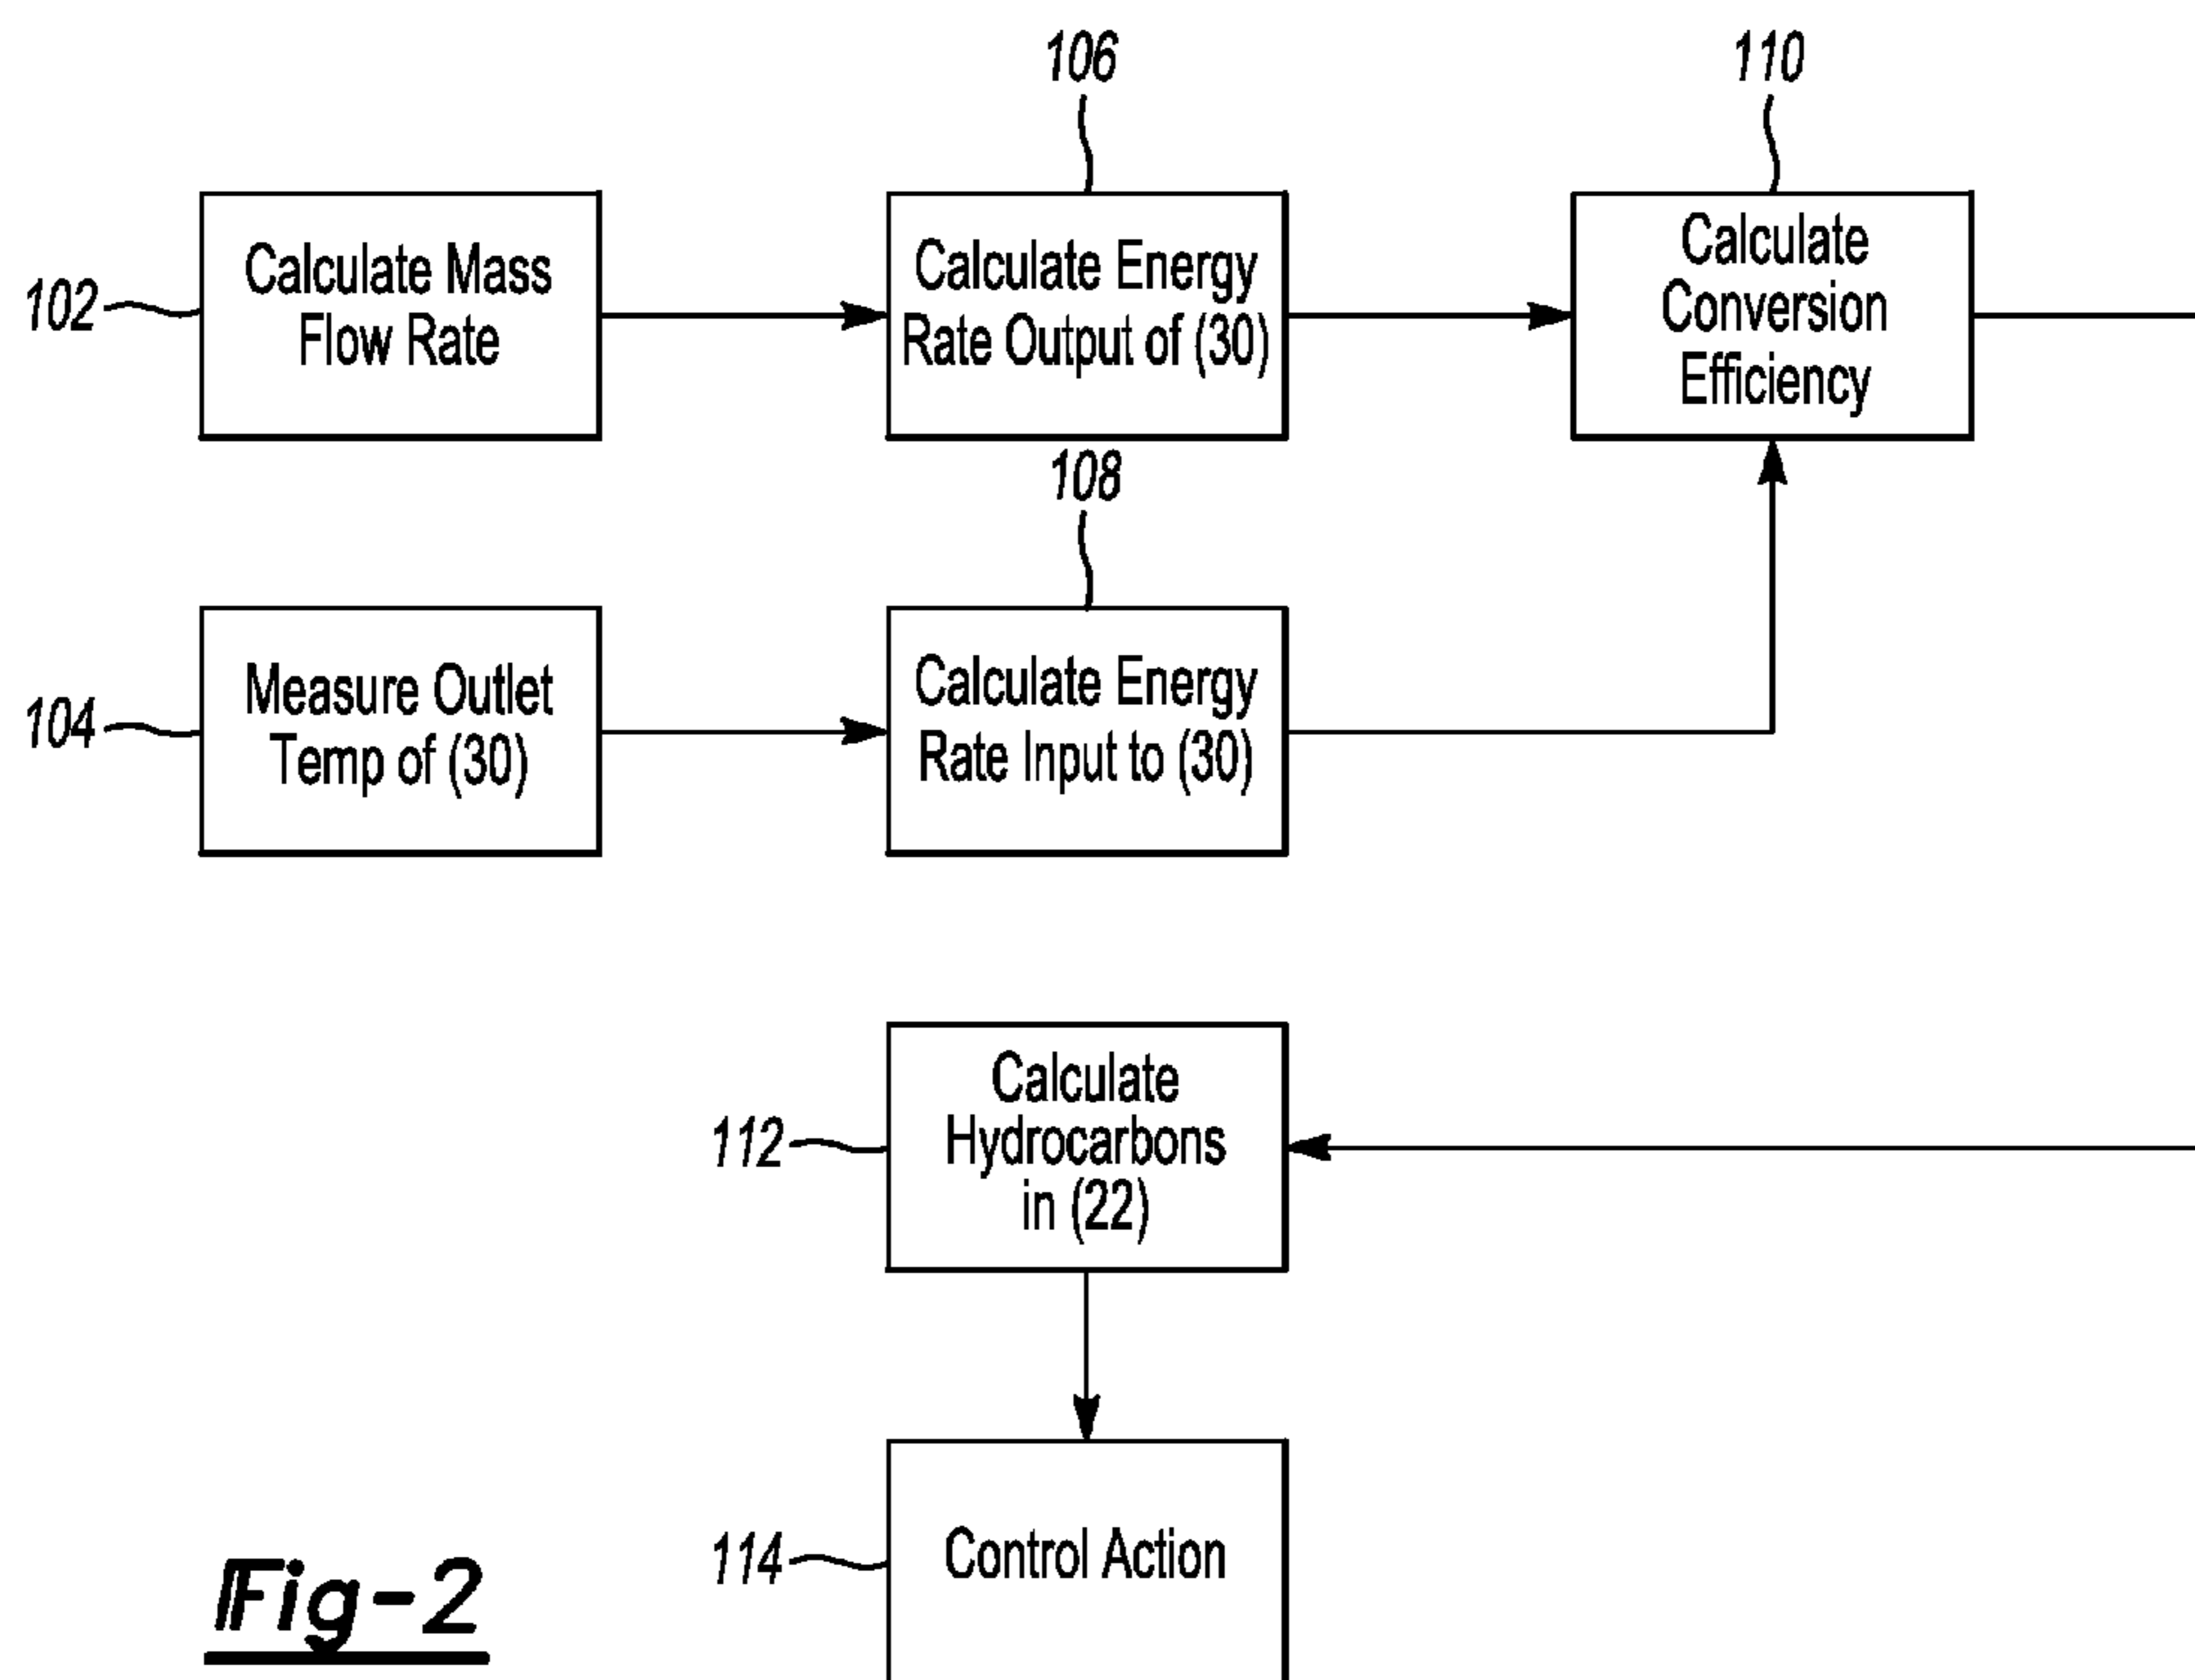 106
110
102
Calculate Mass
Flow Rate
Calculate Energy
Rate Output of (30)
Calculate
Conversion
Efficiency
108
104
Measure Outlet
Temp of (30)
Calculate Energy
Rate Input to (30)
112
Calculate
Hydrocarbons
in (22)
114
Control Action
Fig-2